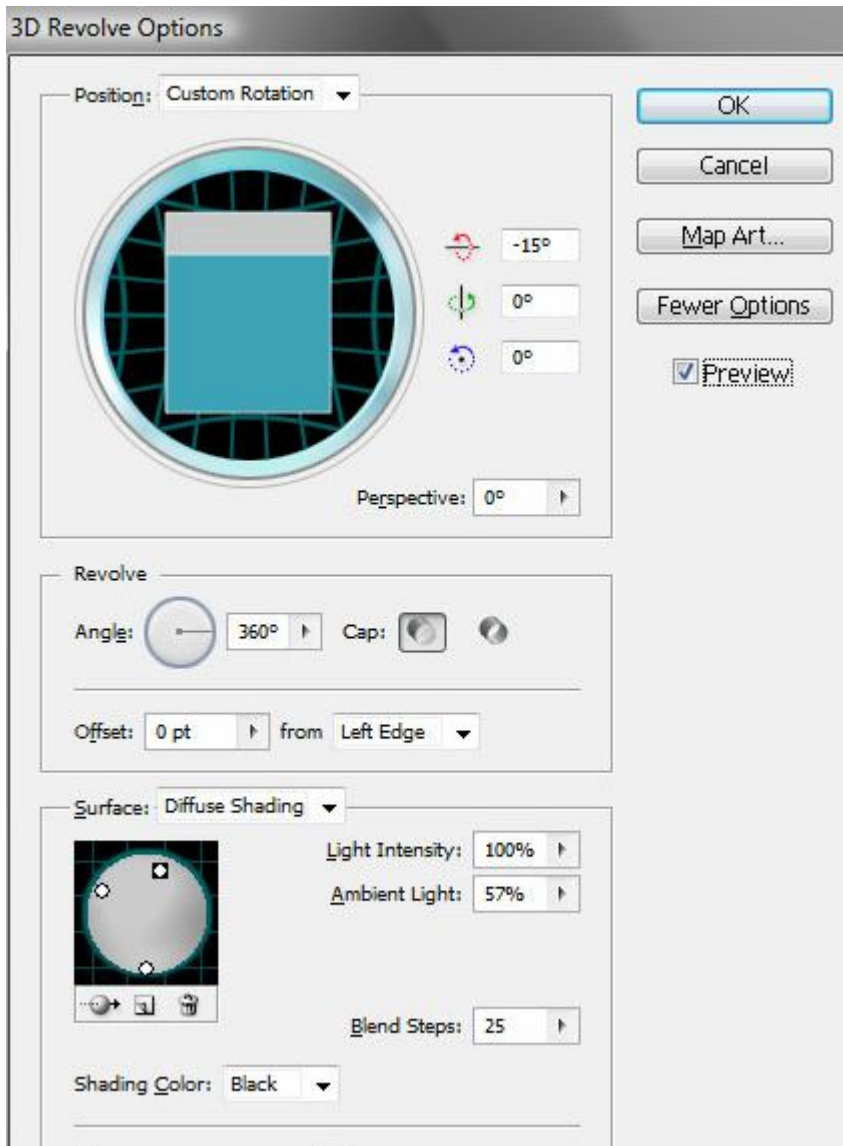 3D Revolve Options
Position: Custom Rotation
OK
Cancel
Map Art...
Fewer Options
Preview
-15°
0°
0°
Perspective: 0°
Revolve
Angle: 360° Cap:
Offset: 0 pt from Left Edge
Surface: Diffuse Shading
Light Intensity: 100%
Ambient Light: 57%
Blend Steps: 25
Shading Color: Black